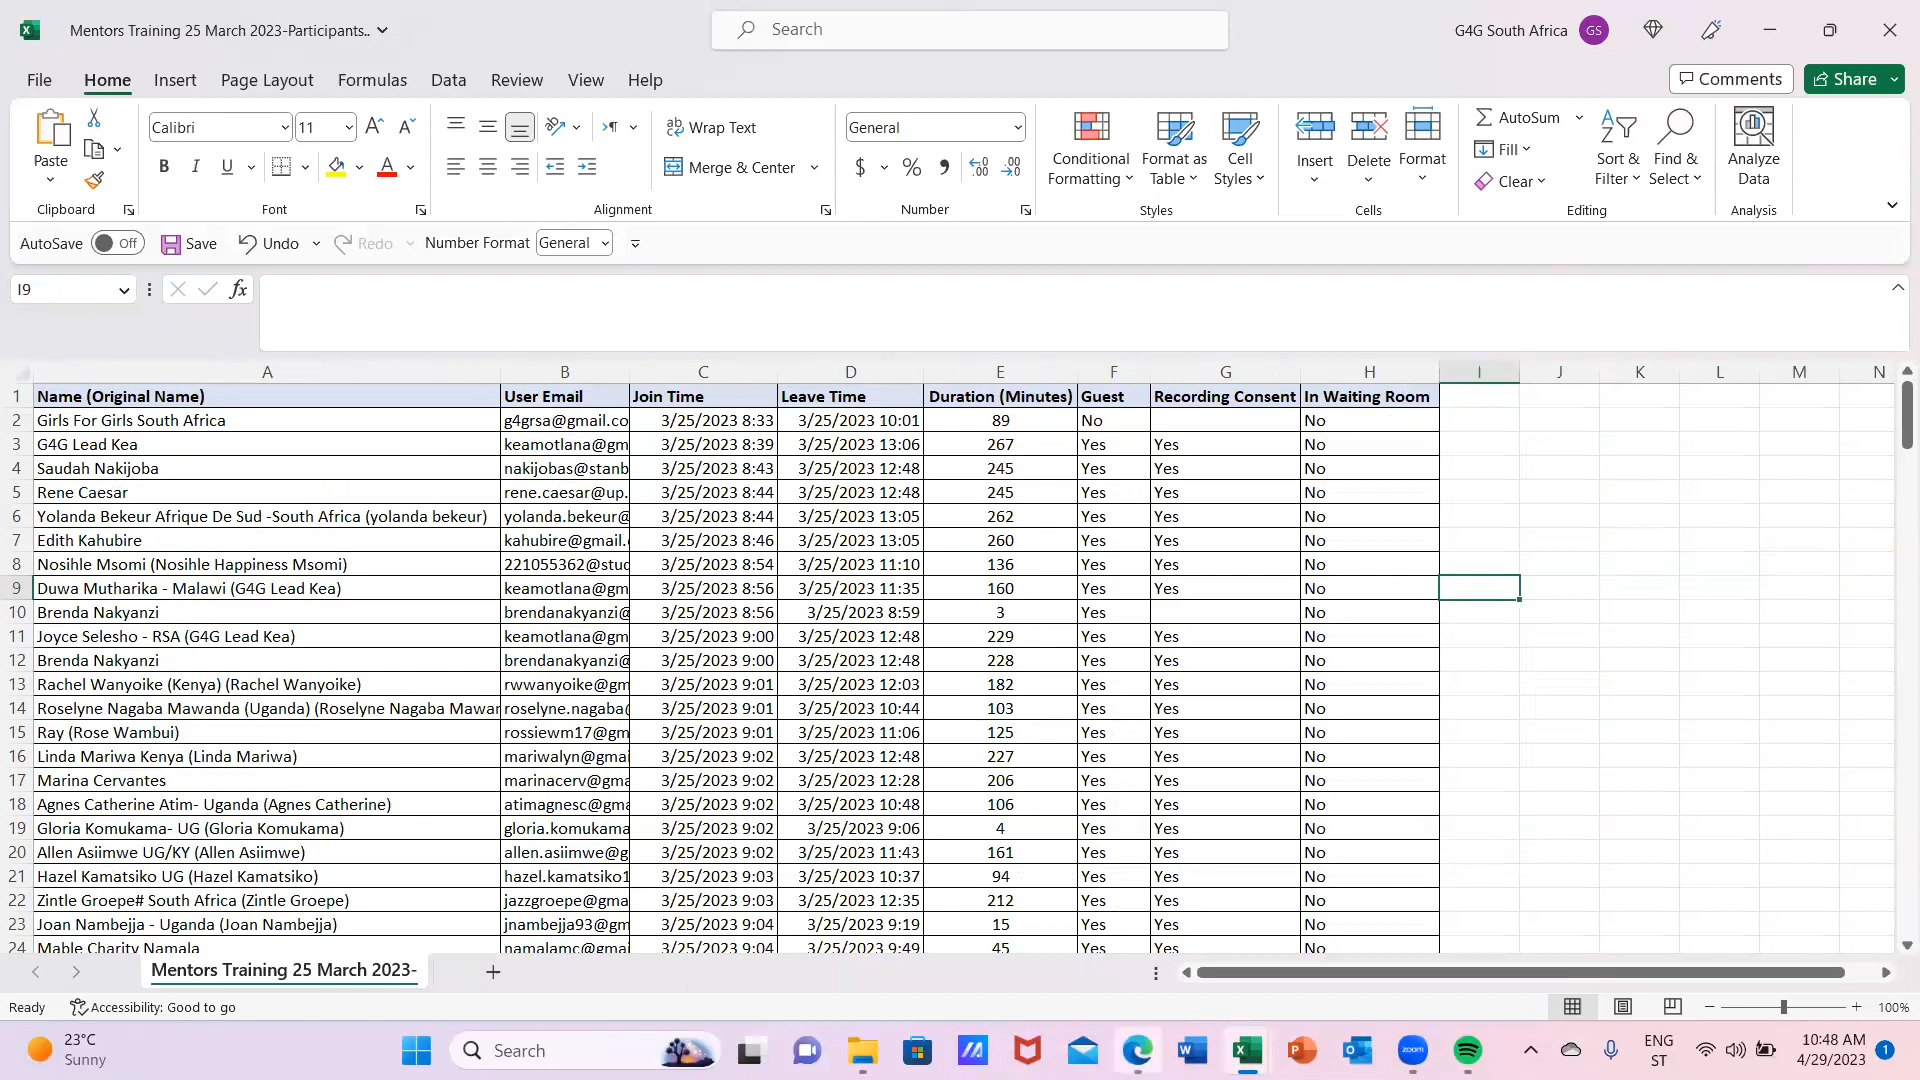 Mentors Training 25 March 2023-Participants..
Search
G4G South Africa
GS
File Home Insert Page Layout Formulas Data Review View Help
Comments
Share
Paste
Calibri
11
B I U
Wrap Text
Merge & Center
General
$ %
Conditional Formatting
Format as Table
Cell Styles
Insert
Delete
Format
AutoSum
Fill
Clear
Sort & Filter
Find & Select
Analyze Data
Clipboard Font Alignment Number Styles Cells Editing Analysis
AutoSave Off Save Undo Redo Number Format General
I9
fx
A B C D E F G H I J K L M N
1 Name (Original Name) User Email Join Time Leave Time Duration (Minutes) Guest Recording Consent In Waiting Room
2 Girls For Girls South Africa g4grsa@gmail.co 3/25/2023 8:33 3/25/2023 10:01 89 No No
3 G4G Lead Kea keamotlana@gm 3/25/2023 8:39 3/25/2023 13:06 267 Yes Yes No
4 Saudah Nakijoba nakijobas@stanb 3/25/2023 8:43 3/25/2023 12:48 245 Yes Yes No
5 Rene Caesar rene.caesar@up. 3/25/2023 8:44 3/25/2023 12:48 245 Yes Yes No
6 Yolanda Bekeur Afrique De Sud -South Africa (yolanda bekeur) yolanda.bekeur@ 3/25/2023 8:44 3/25/2023 13:05 262 Yes Yes No
7 Edith Kahubire kahubire@gmail. 3/25/2023 8:46 3/25/2023 13:05 260 Yes Yes No
8 Nosihle Msomi (Nosihle Happiness Msomi) 221055362@stud 3/25/2023 8:54 3/25/2023 11:10 136 Yes Yes No
9 Duwa Mutharika - Malawi (G4G Lead Kea) keamotlana@gm 3/25/2023 8:56 3/25/2023 11:35 160 Yes Yes No
10 Brenda Nakyanzi brendanakyanzi@ 3/25/2023 8:56 3/25/2023 8:59 3 Yes No
11 Joyce Selesho - RSA (G4G Lead Kea) keamotlana@gm 3/25/2023 9:00 3/25/2023 12:48 229 Yes Yes No
12 Brenda Nakyanzi brendanakyanzi@ 3/25/2023 9:00 3/25/2023 12:48 228 Yes Yes No
13 Rachel Wanyoike (Kenya) (Rachel Wanyoike) rwwanyoike@gm 3/25/2023 9:01 3/25/2023 12:03 182 Yes Yes No
14 Roselyne Nagaba Mawanda (Uganda) (Roselyne Nagaba Mawar roselyne.nagaba@ 3/25/2023 9:01 3/25/2023 10:44 103 Yes Yes No
15 Ray (Rose Wambui) rossiewm17@gm 3/25/2023 9:01 3/25/2023 11:06 125 Yes Yes No
16 Linda Mariwa Kenya (Linda Mariwa) mariwalyn@gmai 3/25/2023 9:02 3/25/2023 12:48 227 Yes Yes No
17 Marina Cervantes marinacerv@gma 3/25/2023 9:02 3/25/2023 12:28 206 Yes Yes No
18 Agnes Catherine Atim- Uganda (Agnes Catherine) atimagnesc@gma 3/25/2023 9:02 3/25/2023 10:48 106 Yes Yes No
19 Gloria Komukama- UG (Gloria Komukama) gloria.komukama 3/25/2023 9:02 3/25/2023 9:06 4 Yes Yes No
20 Allen Asiimwe UG/KY (Allen Asiimwe) allen.asiimwe@g 3/25/2023 9:02 3/25/2023 11:43 161 Yes Yes No
21 Hazel Kamatsiko UG (Hazel Kamatsiko) hazel.kamatsiko1 3/25/2023 9:03 3/25/2023 10:37 94 Yes Yes No
22 Zintle Groepe# South Africa (Zintle Groepe) jazzgroepe@gma 3/25/2023 9:03 3/25/2023 12:35 212 Yes Yes No
23 Joan Nambejja - Uganda (Joan Nambejja) jnambejja93@gm 3/25/2023 9:04 3/25/2023 9:19 15 Yes Yes No
24 Mable Charity Namala namalamc@gmai 3/25/2023 9:04 3/25/2023 9:49 45 Yes Yes No
Mentors Training 25 March 2023-
Ready Accessibility: Good to go 100%
23°C
Sunny
Search
zoom
ENG
ST
10:48 AM
4/29/2023
1